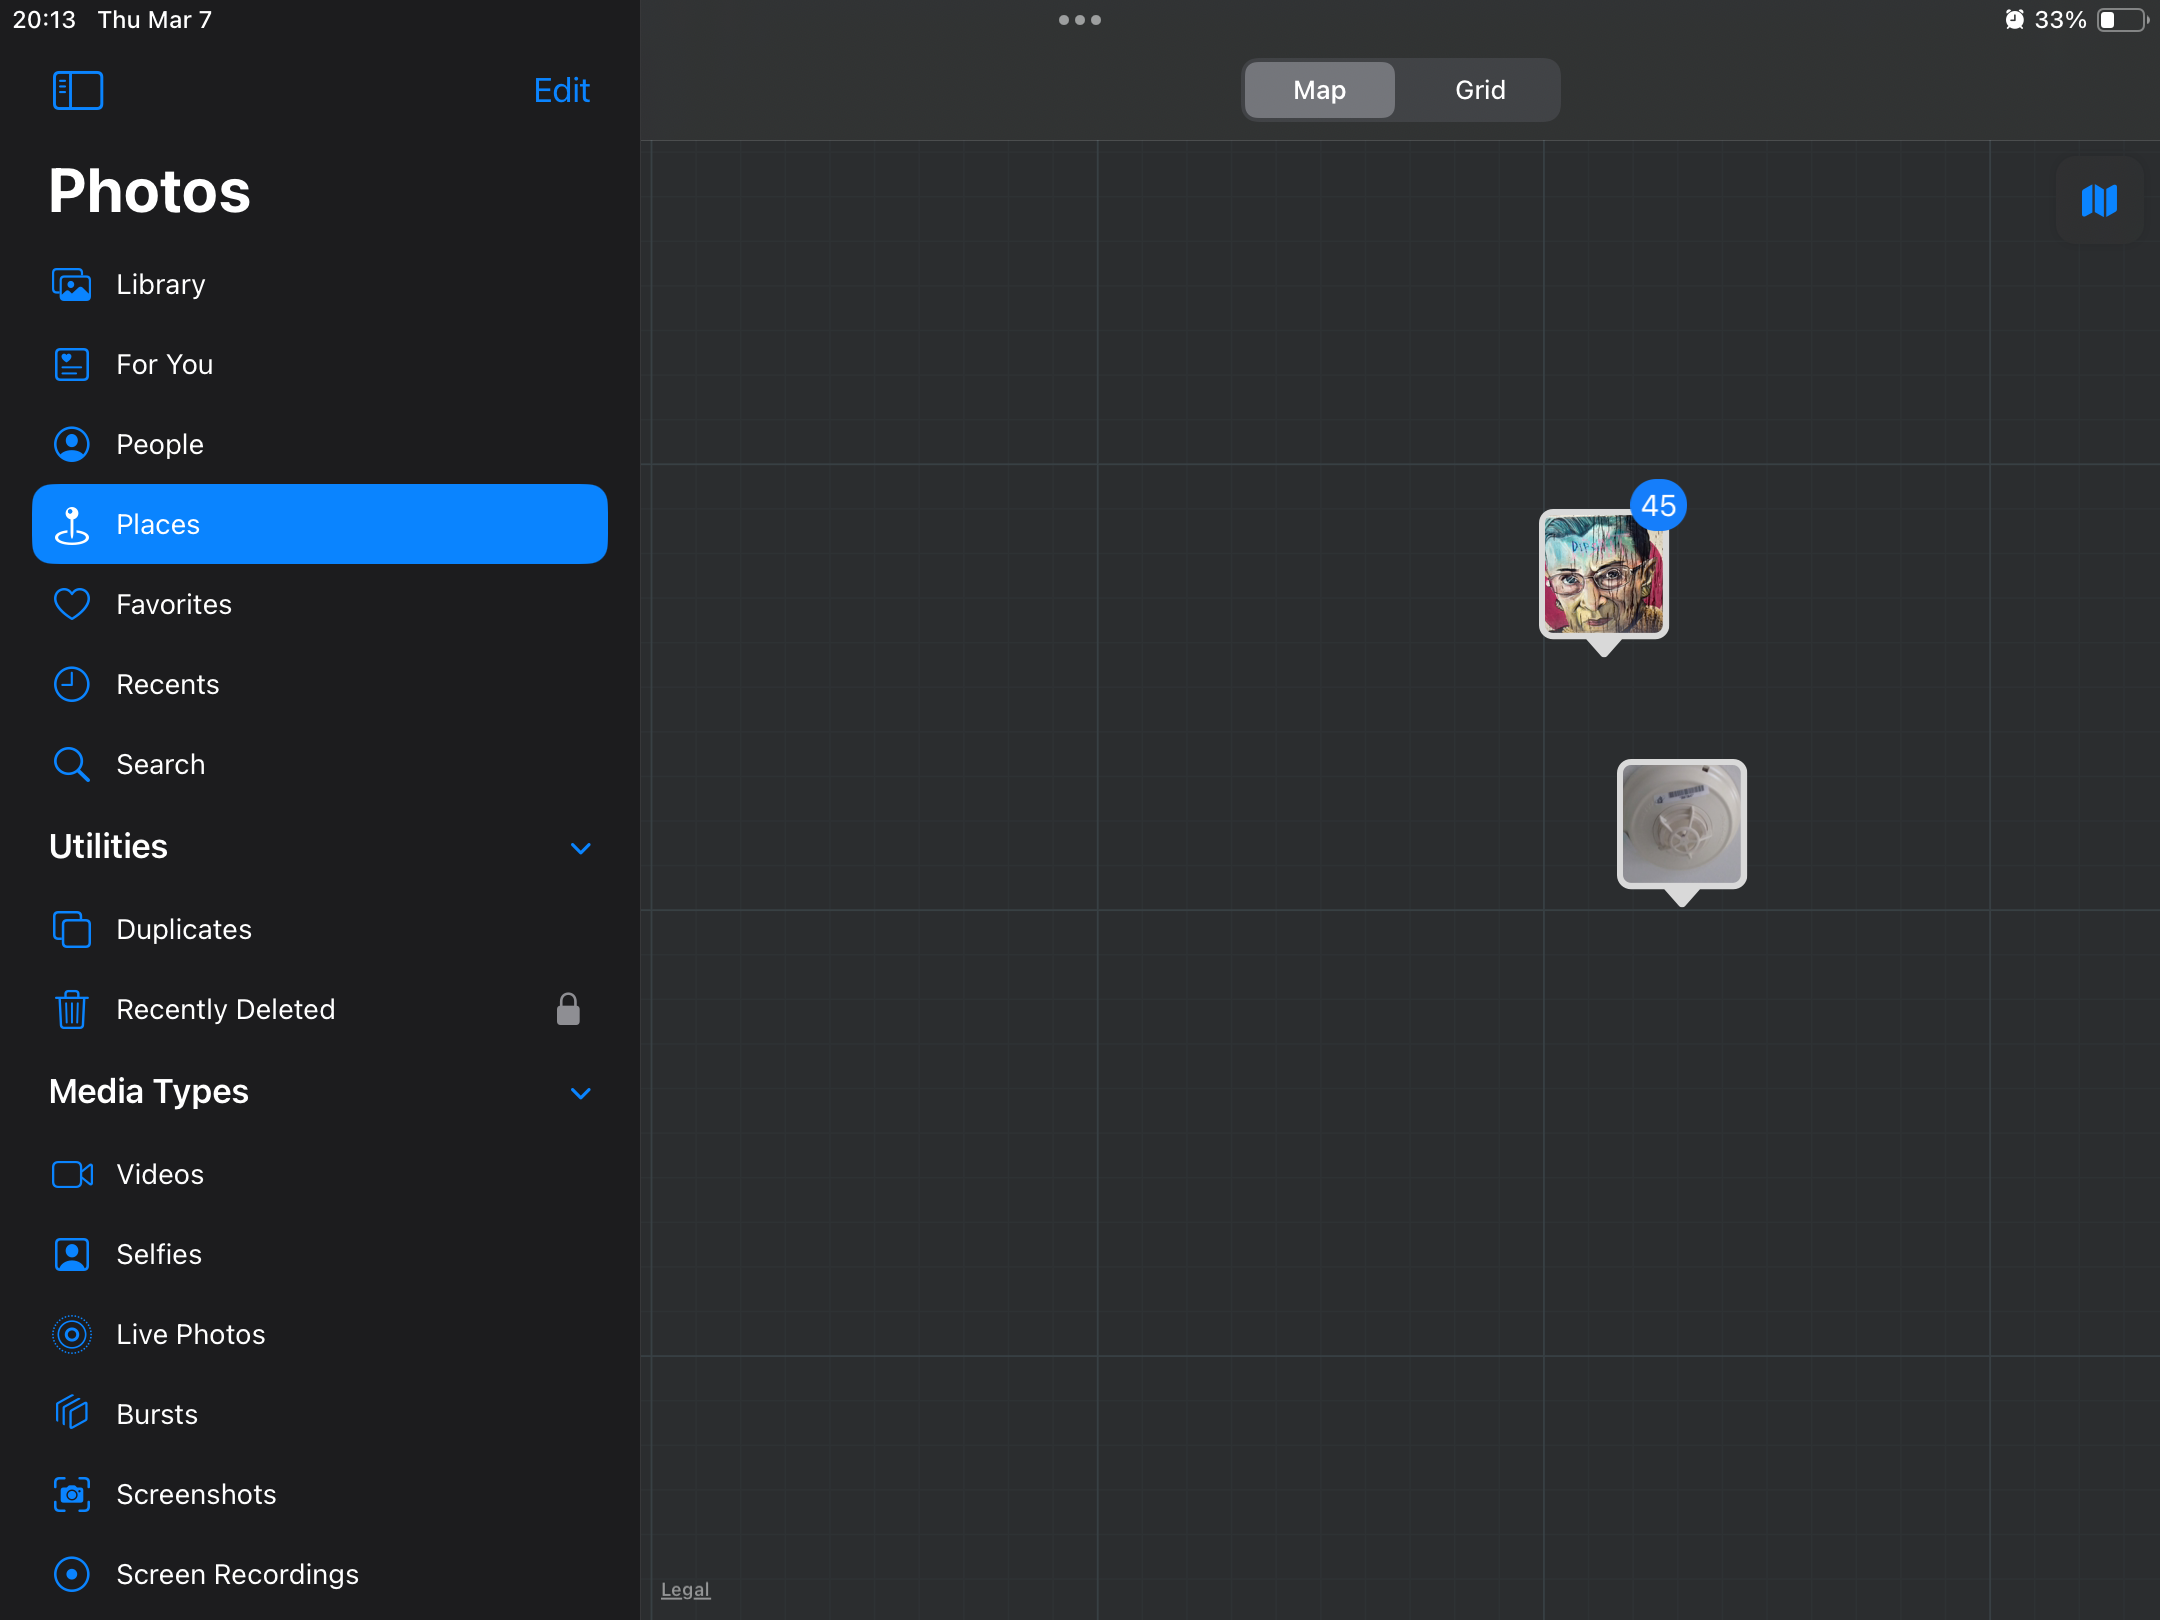 20:13 Thu Mar 7
33%
Edit
Map
Grid
Photos
Library
For You
People
Places
Favorites
Recents
Search
Utilities
Duplicates
Recently Deleted
Media Types
Videos
Selfies
Live Photos
Bursts
Screenshots
Screen Recordings
45
Legal